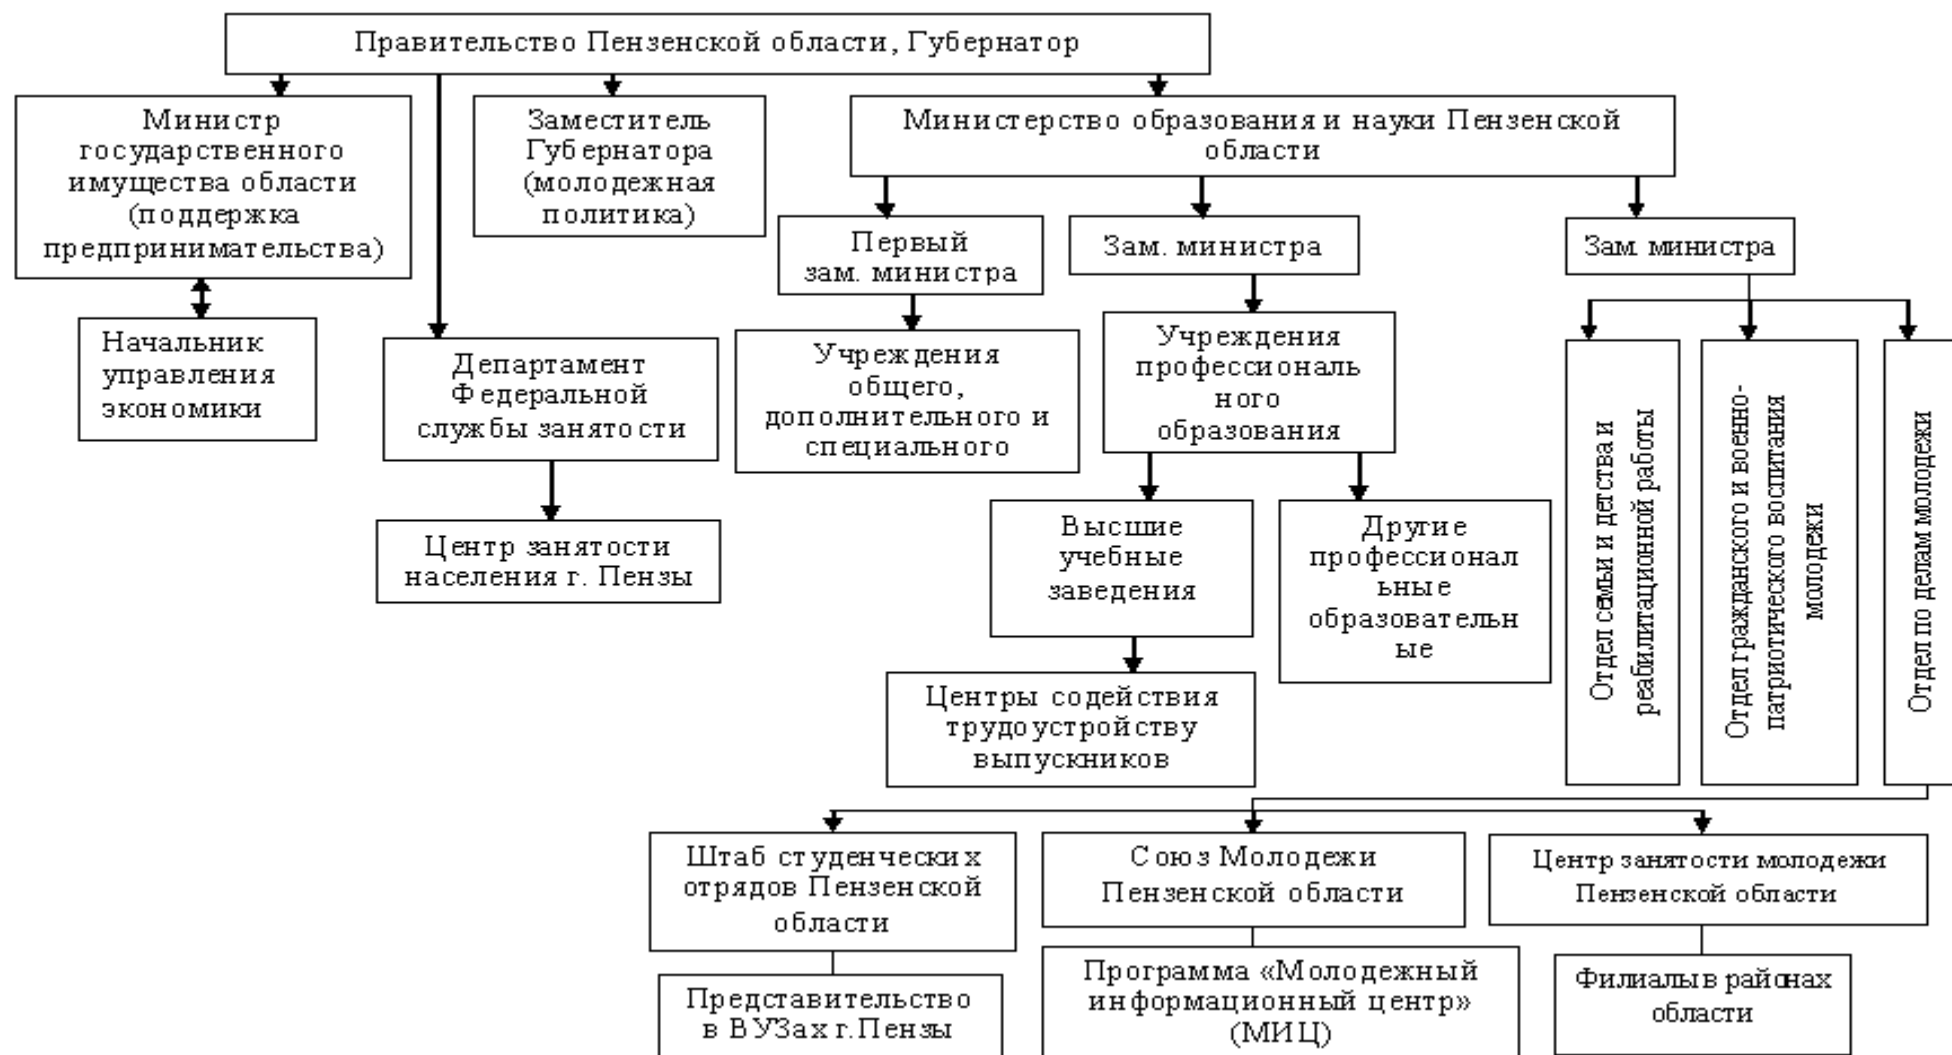 Правительство Пензенской области, Губернатор
Министр
государственного
имущества области
(поддержка
предпринимательства)
Заместитель
Губернатора
(молодежная
политика)
Министерство образования и науки Пензенской
области
Первый
зам. министра
Зам. министра
Зам. министра
Начальник
управления
экономики
Департамент
Федеральной
службы занятости
Учреждения
общего,
дополнительного и
специального
Учреждения
профессиональ
ного
образования
Отдел семьи и детства и
реабилитационной работы
Отдел гражданского и военно-
патриотического воспитания
молодежи
Отдел по делам молодежи
Центр занятости
населения г. Пензы
Высшие
учебные
заведения
Другие
профессионал
ьные
образовательн
ые
Центры содействия
трудоустройству
выпускников
Штаб студенческих
отрядов Пензенской
области
Союз Молодежи
Пензенской области
Центр занятости молодежи
Пензенской области
Представительство
в ВУЗах г.Пензы
Программа «Молодежный
информационный центр»
(МИЦ)
Филиалы в районах
области